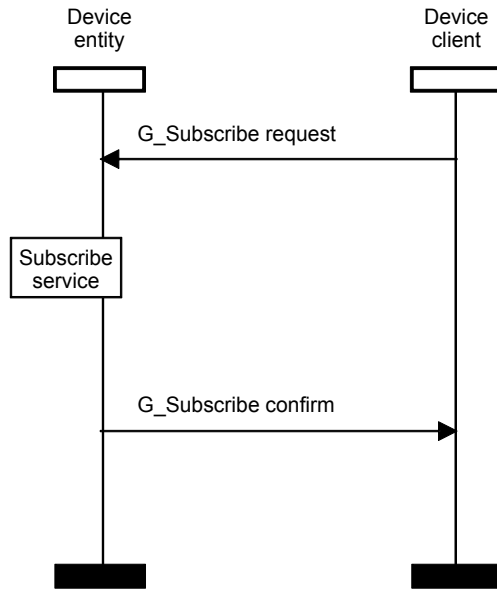 Device
entity
Device
client
G_Subscribe request
Subscribe
service
G_Subscribe confirm